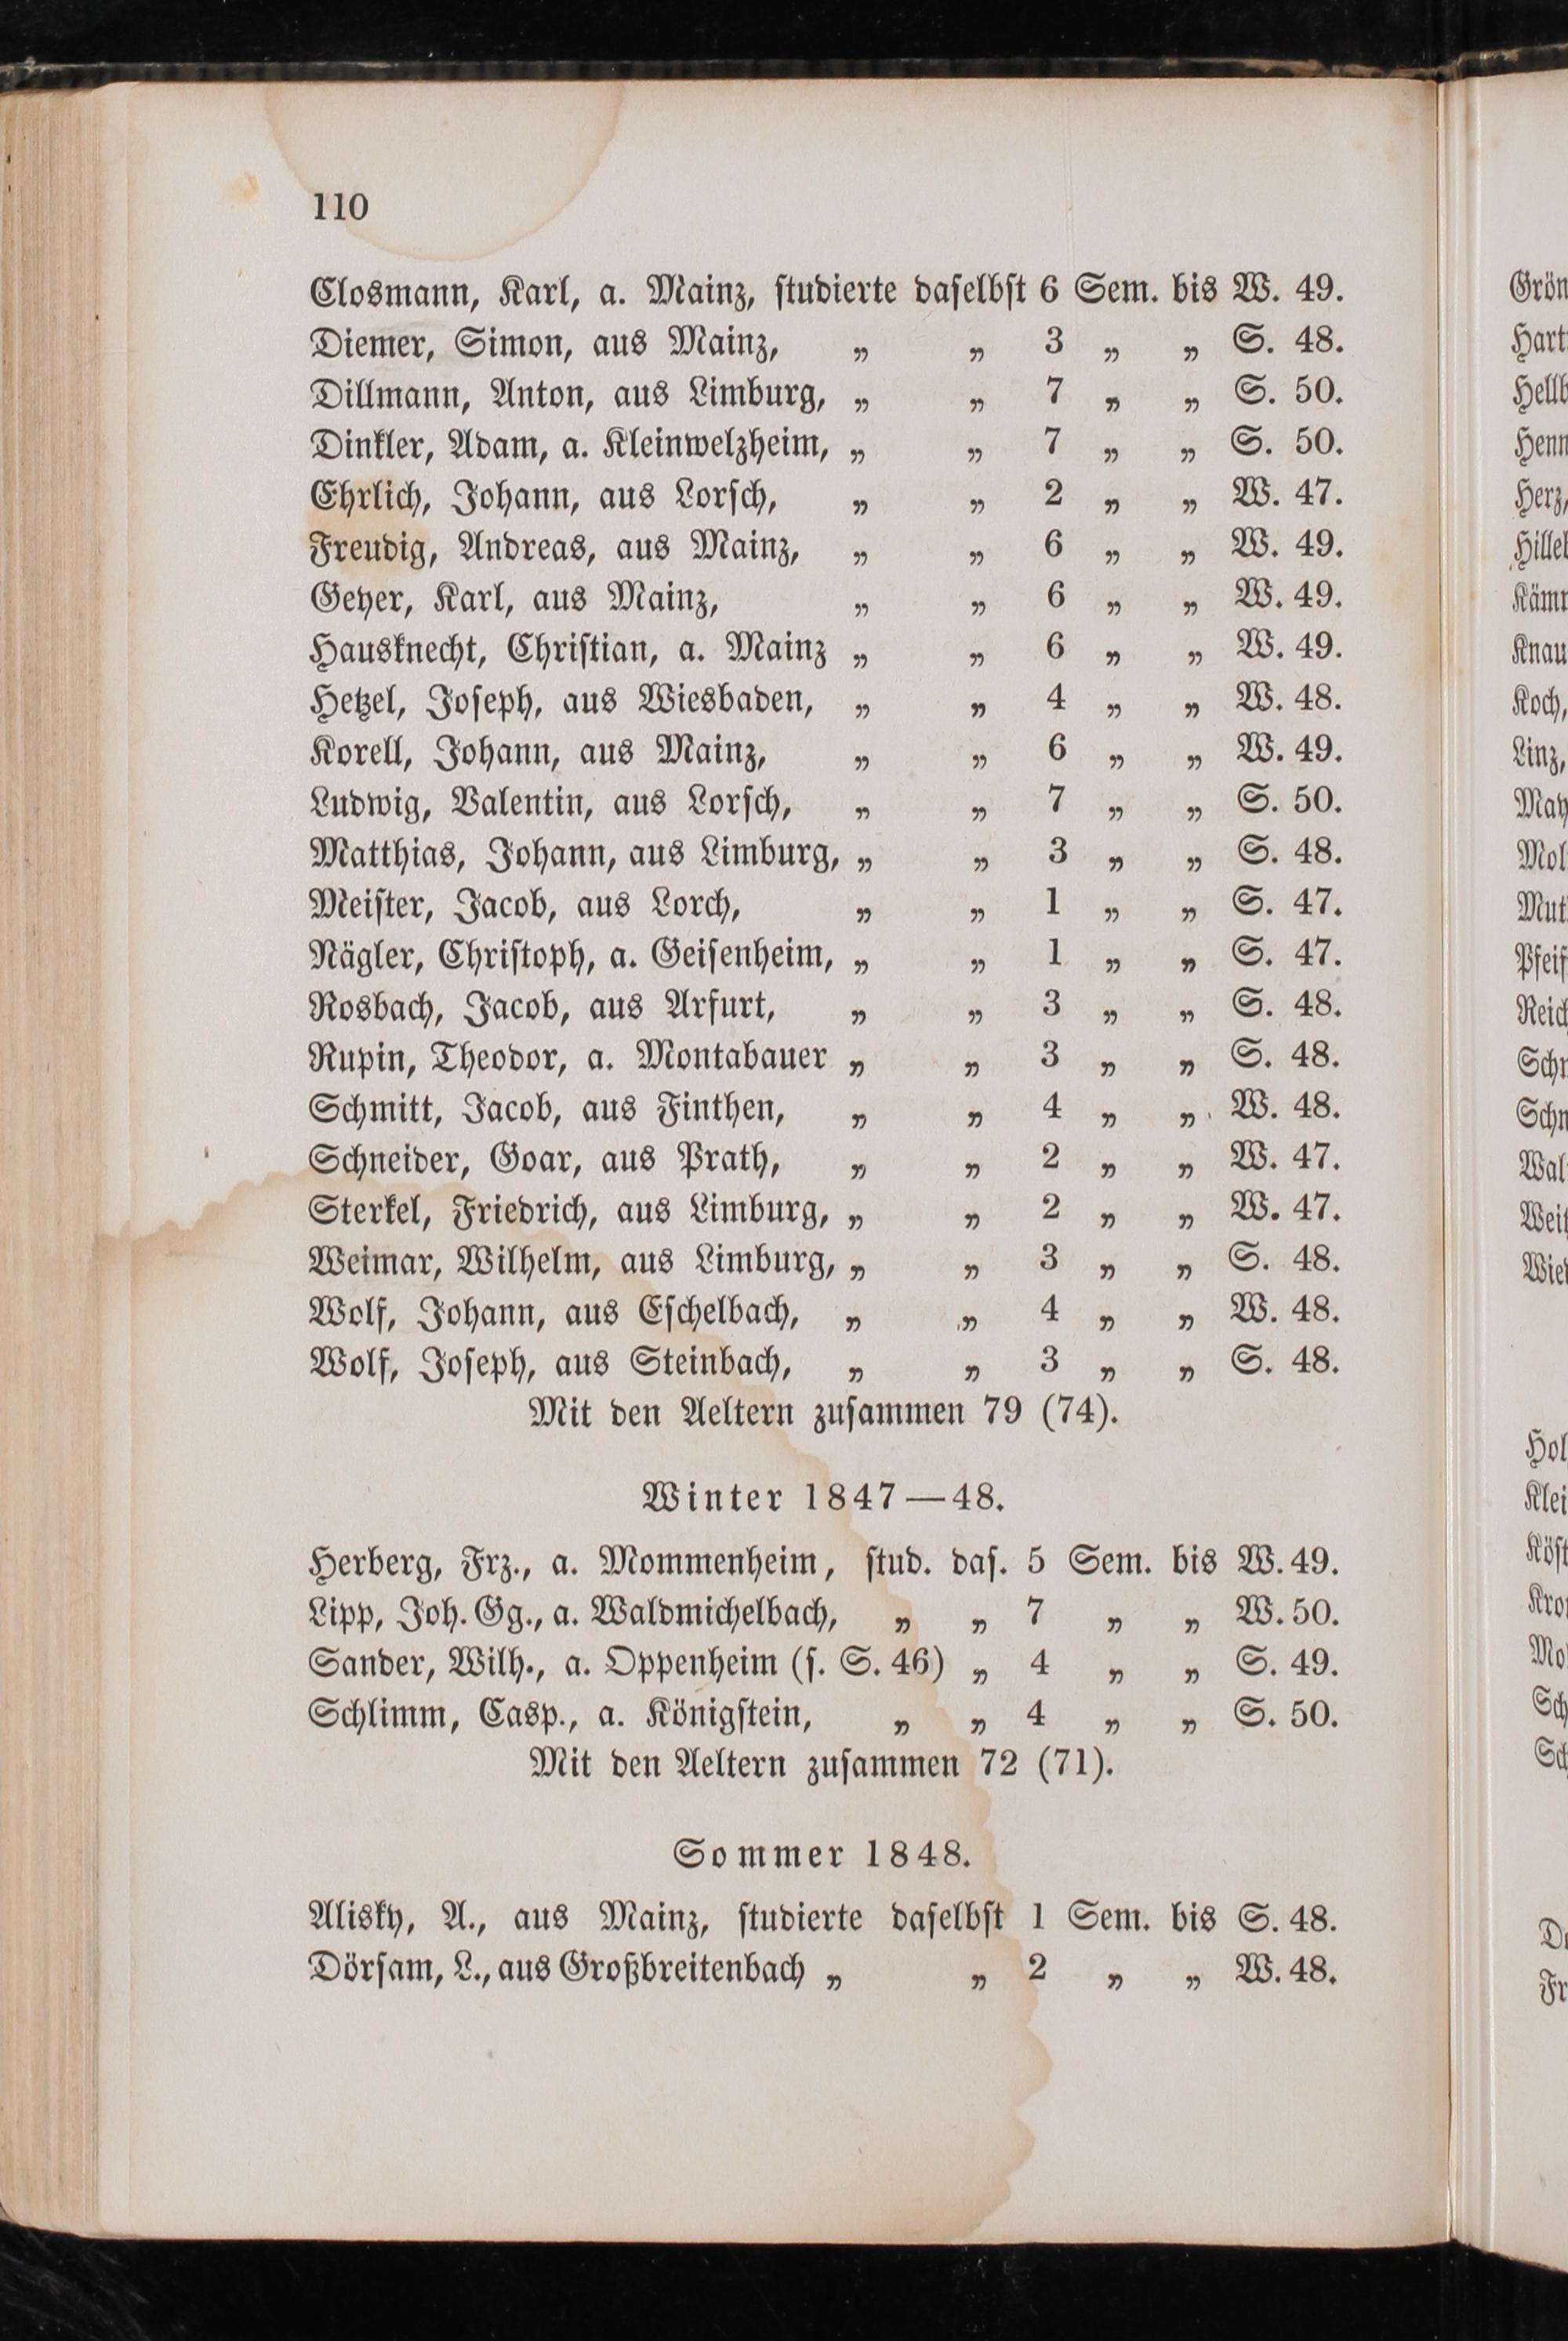 110
Closmann, Karl, a. Mainz, studierte daselbst 6 Sem. bis W. 49.
Diemer, Simon, aus Mainz, „ „ 3 „ „ S. 48.
Dillmann, Anton, aus Limburg, „ „ 7 „ „ S. 50.
Dinkler, Adam, a. Kleinwelzheim, „ „ 7 „ „ S. 50.
Ehrlich, Johann, aus Lorsch, „ „ 2 „ „ W. 47.
Freudig, Andreas, aus Mainz, „ „ 6 „ „ W. 49.
Geyer, Karl, aus Mainz, „ „ 6 „ „ W. 49.
Hausknecht, Christian, a. Mainz „ „ 6 „ „ W. 49.
Hetzel, Joseph, aus Wiesbaden, „ „ 4 „ „ W. 48.
Korell, Johann, aus Mainz, „ „ 6 „ „ W. 49.
Ludwig, Valentin, aus Lorsch, „ „ 7 „ „ S. 50.
Matthias, Johann, aus Limburg, „ „ 3 „ „ S. 48.
Meister, Jacob, aus Lorch, „ „ 1 „ „ S. 47.
Nägler, Christoph, a. Geisenheim, „ „ 1 „ „ S. 47.
Rosbach, Jacob, aus Arfurt, „ „ 3 „ „ S. 48.
Rupin, Theodor, a. Montabauer „ „ 3 „ „ S. 48.
Schmitt, Jacob, aus Finthen, „ „ 4 „ „ W. 48.
Schneider, Goar, aus Prath, „ „ 2 „ „ W. 47.
Sterkel, Friedrich, aus Limburg, „ „ 2 „ „ W. 47.
Weimar, Wilhelm, aus Limburg, „ „ 3 „ „ S. 48.
Wolf, Johann, aus Eschelbach, „ „ 4 „ „ W. 48.
Wolf, Joseph, aus Steinbach, „ „ 3 „ „ S. 48.
Mit den Aeltern zusammen 79 (74).
Winter 1847—48.
Herberg, Frz., a. Mommenheim, stud. das. 5 Sem. bis W. 49.
Lipp, Joh. Gg., a. Waldmichelbach, „ „ 7 „ „ W. 50.
Sander, Wilh., a. Oppenheim (s. S. 46) „ 4 „ „ S. 49.
Schlimm, Casp., a. Königstein, „ „ 4 „ „ S. 50.
Mit den Aeltern zusammen 72 (71).
Sommer 1848.
Alisky, A., aus Mainz, studierte daselbst 1 Sem. bis S. 48.
Dörsam, L., aus Großbreitenbach „ „ 2 „ „ W. 48.